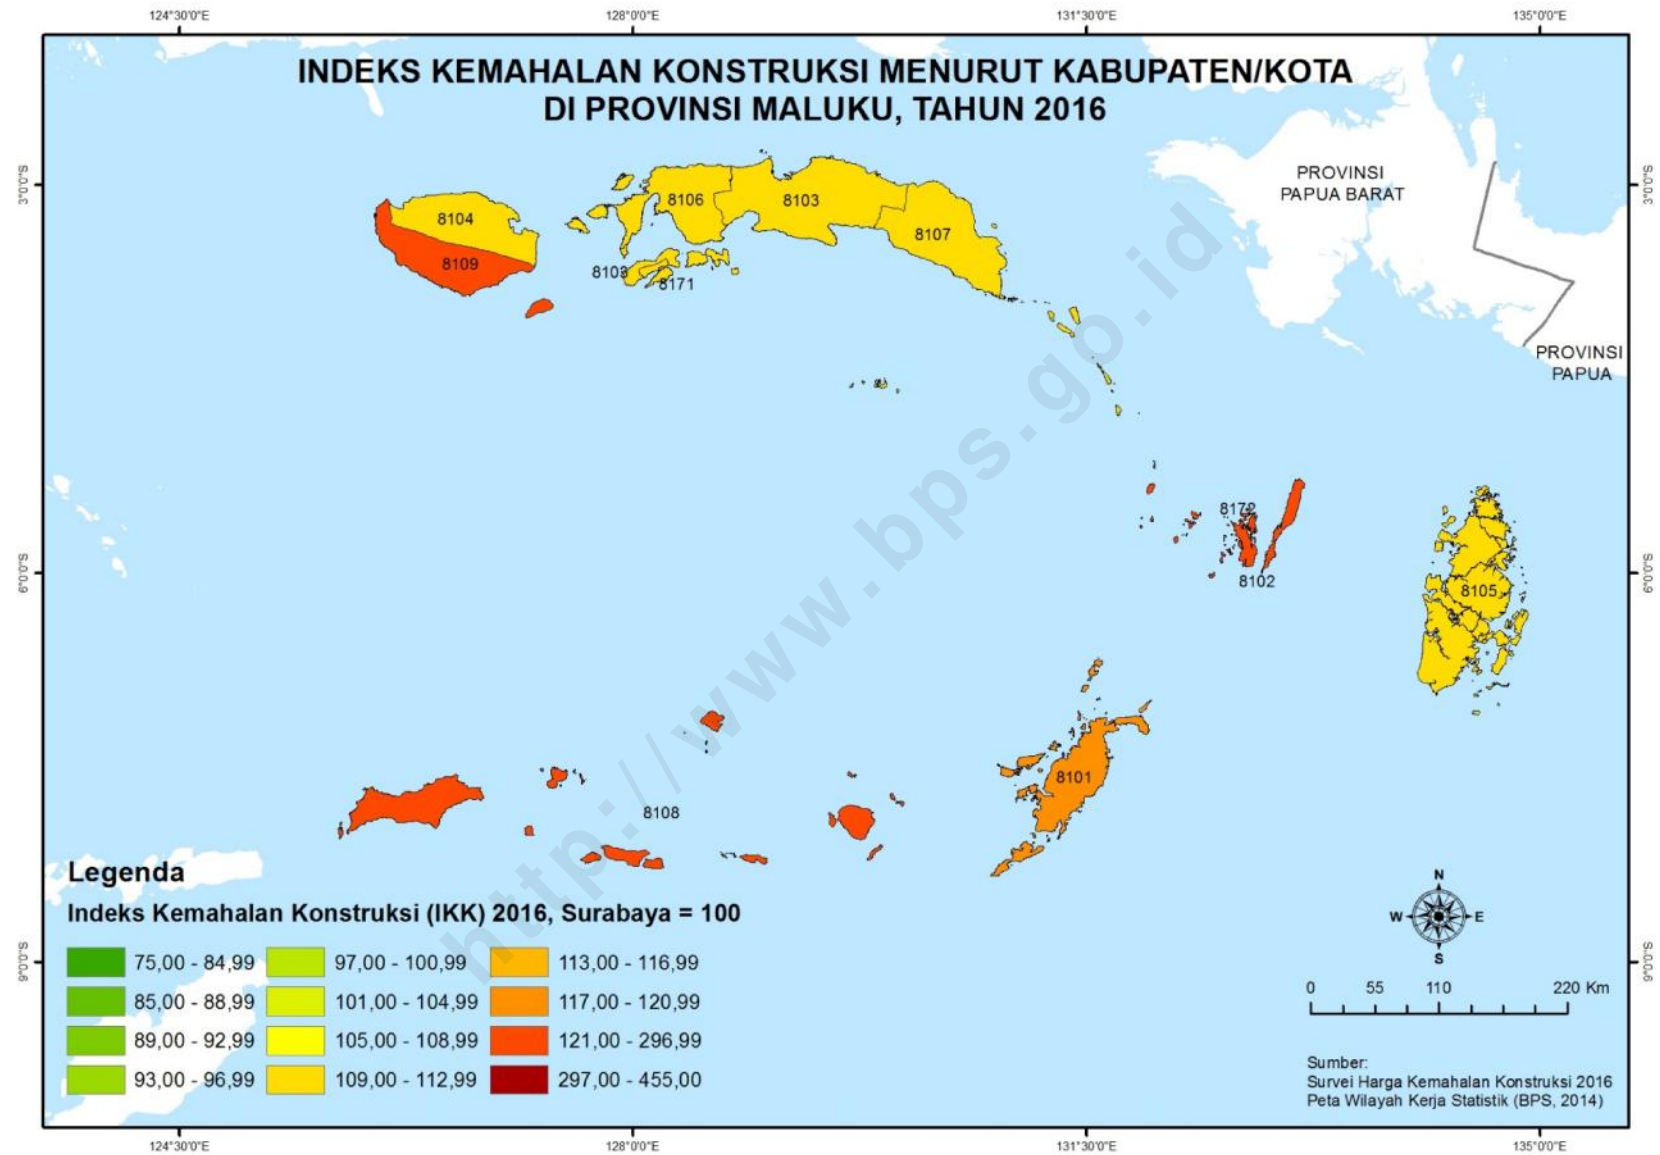 124°30'0"E 128°0'0"E 131°30'0"E 135°0'0"E
INDEKS KEMAHALAN KONSTRUKSI MENURUT KABUPATEN/KOTA
DI PROVINSI MALUKU, TAHUN 2016
3°0'0"S 3°0'0"S
PROVINSI
PAPUA BARAT
8106
8103
8104
8107
8109
8103
8171
PROVINSI
PAPUA
8172
6°0'0"S 6°0'0"S
8102
8105
8101
8108
http://www.bps.go.id
Legenda
Indeks Kemahalan Konstruksi (IKK) 2016, Surabaya = 100
75,00 - 84,99 97,00 - 100,99 113,00 - 116,99
85,00 - 88,99 101,00 - 104,99 117,00 - 120,99
89,00 - 92,99 105,00 - 108,99 121,00 - 296,99
93,00 - 96,99 109,00 - 112,99 297,00 - 455,00
N
W E
S
9°0'0"S 9°0'0"S
0 55 110 220 Km
Sumber:
Survei Harga Kemahalan Konstruksi 2016
Peta Wilayah Kerja Statistik (BPS, 2014)
124°30'0"E 128°0'0"E 131°30'0"E 135°0'0"E